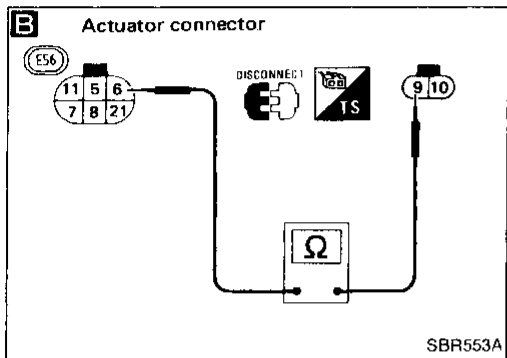 B Actuator connector
E56
DISCONNECT
TS
11 5 6
7 8 21
9 10
Ω
SBR553A